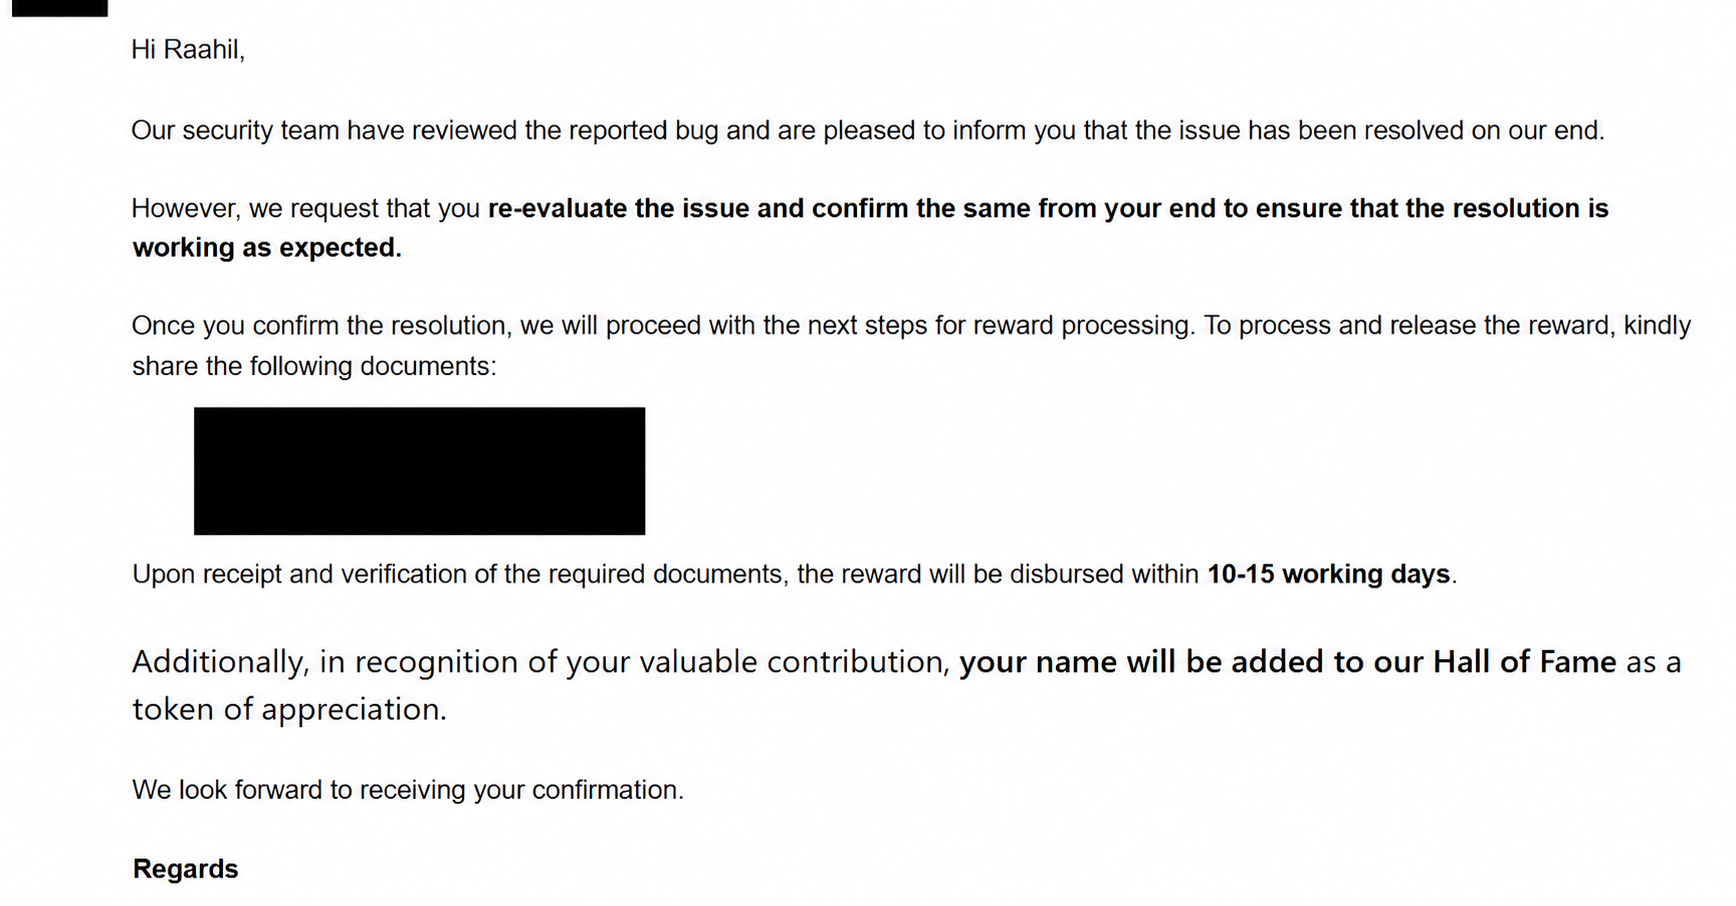 Hi Raahil,
Our security team have reviewed the reported bug and are pleased to inform you that the issue has been resolved on our end.
However, we request that you re-evaluate the issue and confirm the same from your end to ensure that the resolution is
working as expected.
Once you confirm the resolution, we will proceed with the next steps for reward processing. To process and release the reward, kindly
share the following documents:
Upon receipt and verification of the required documents, the reward will be disbursed within 10-15 working days.
Additionally, in recognition of your valuable contribution, your name will be added to our Hall of Fame as a
token of appreciation.
We look forward to receiving your confirmation.
Regards